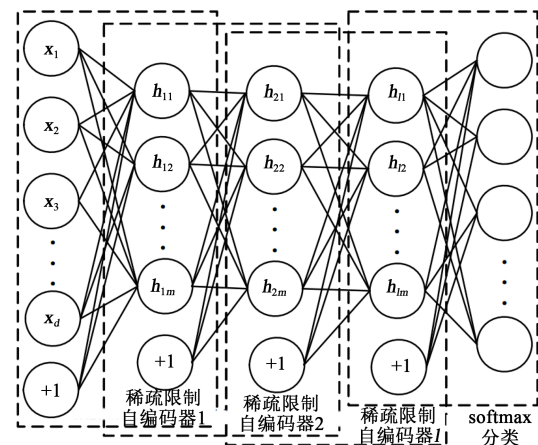 x1
x2
x3
xd
+1
h11
h12
h1m
+1
稀疏限制
自编码器1
h21
h22
h2m
+1
稀疏限制
自编码器2
hl1
hl2
hlm
+1
稀疏限制
自编码器l
softmax
分类